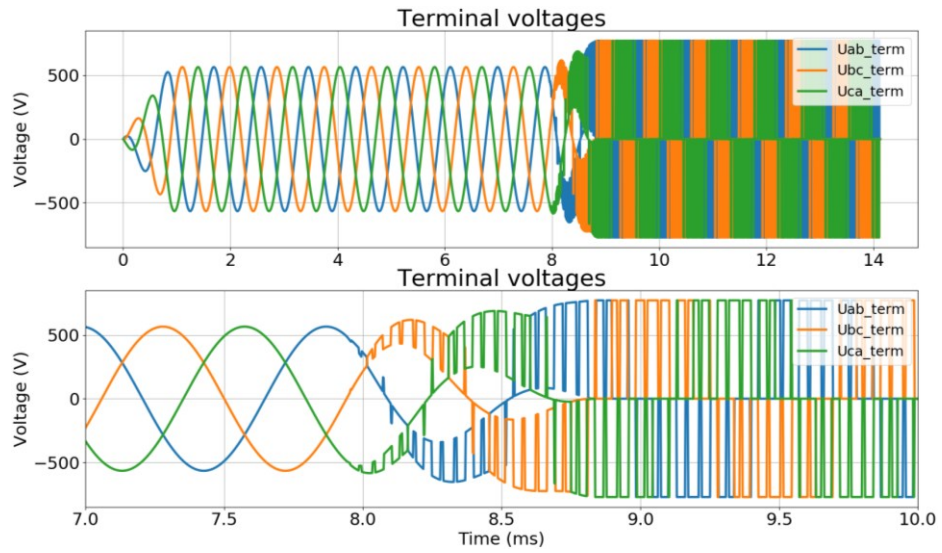 Terminal voltages
Voltage (V)
500
0
−500
Uab_term
Ubc_term
Uca_term
0 2 4 6 8 10 12 14
Terminal voltages
Voltage (V)
500
0
−500
Uab_term
Ubc_term
Uca_term
7.0 7.5 8.0 8.5 9.0 9.5 10.0
Time (ms)